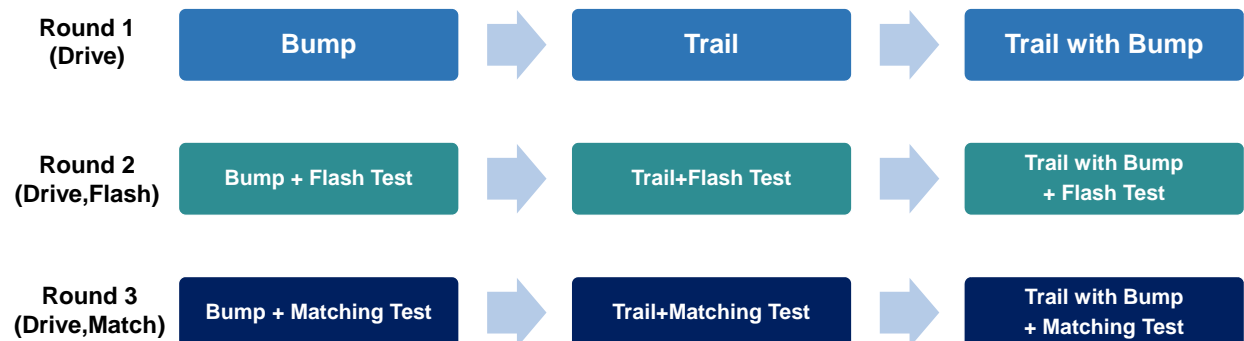 Round 1
(Drive)
Bump
Trail
Trail with Bump
Round 2
(Drive,Flash)
Bump + Flash Test
Trail+Flash Test
Trail with Bump
+ Flash Test
Round 3
(Drive,Match)
Bump + Matching Test
Trail+Matching Test
Trail with Bump
+ Matching Test